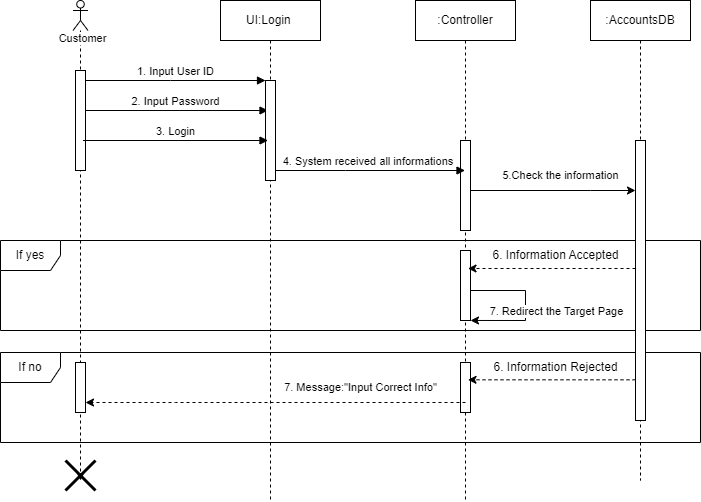 UI:Login
:Controller
:AccountsDB
Customer
1. Input User ID
2. Input Password
3. Login
4. System received all informations
5.Check the information
If yes
6. Information Accepted
7. Redirect the Target Page
If no
6. Information Rejected
7. Message:"Input Correct Info"